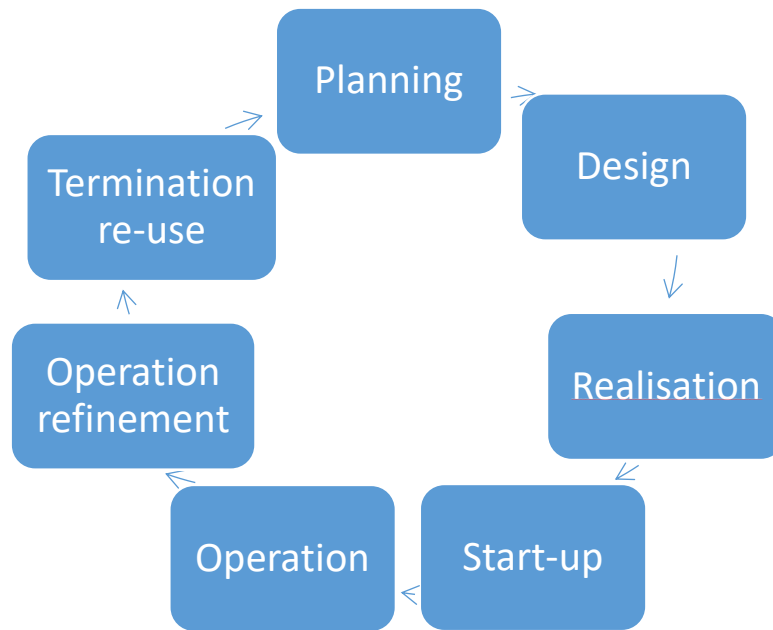 Planning
Design
Realisation
Start-up
Operation
Operation
refinement
Termination
re-use